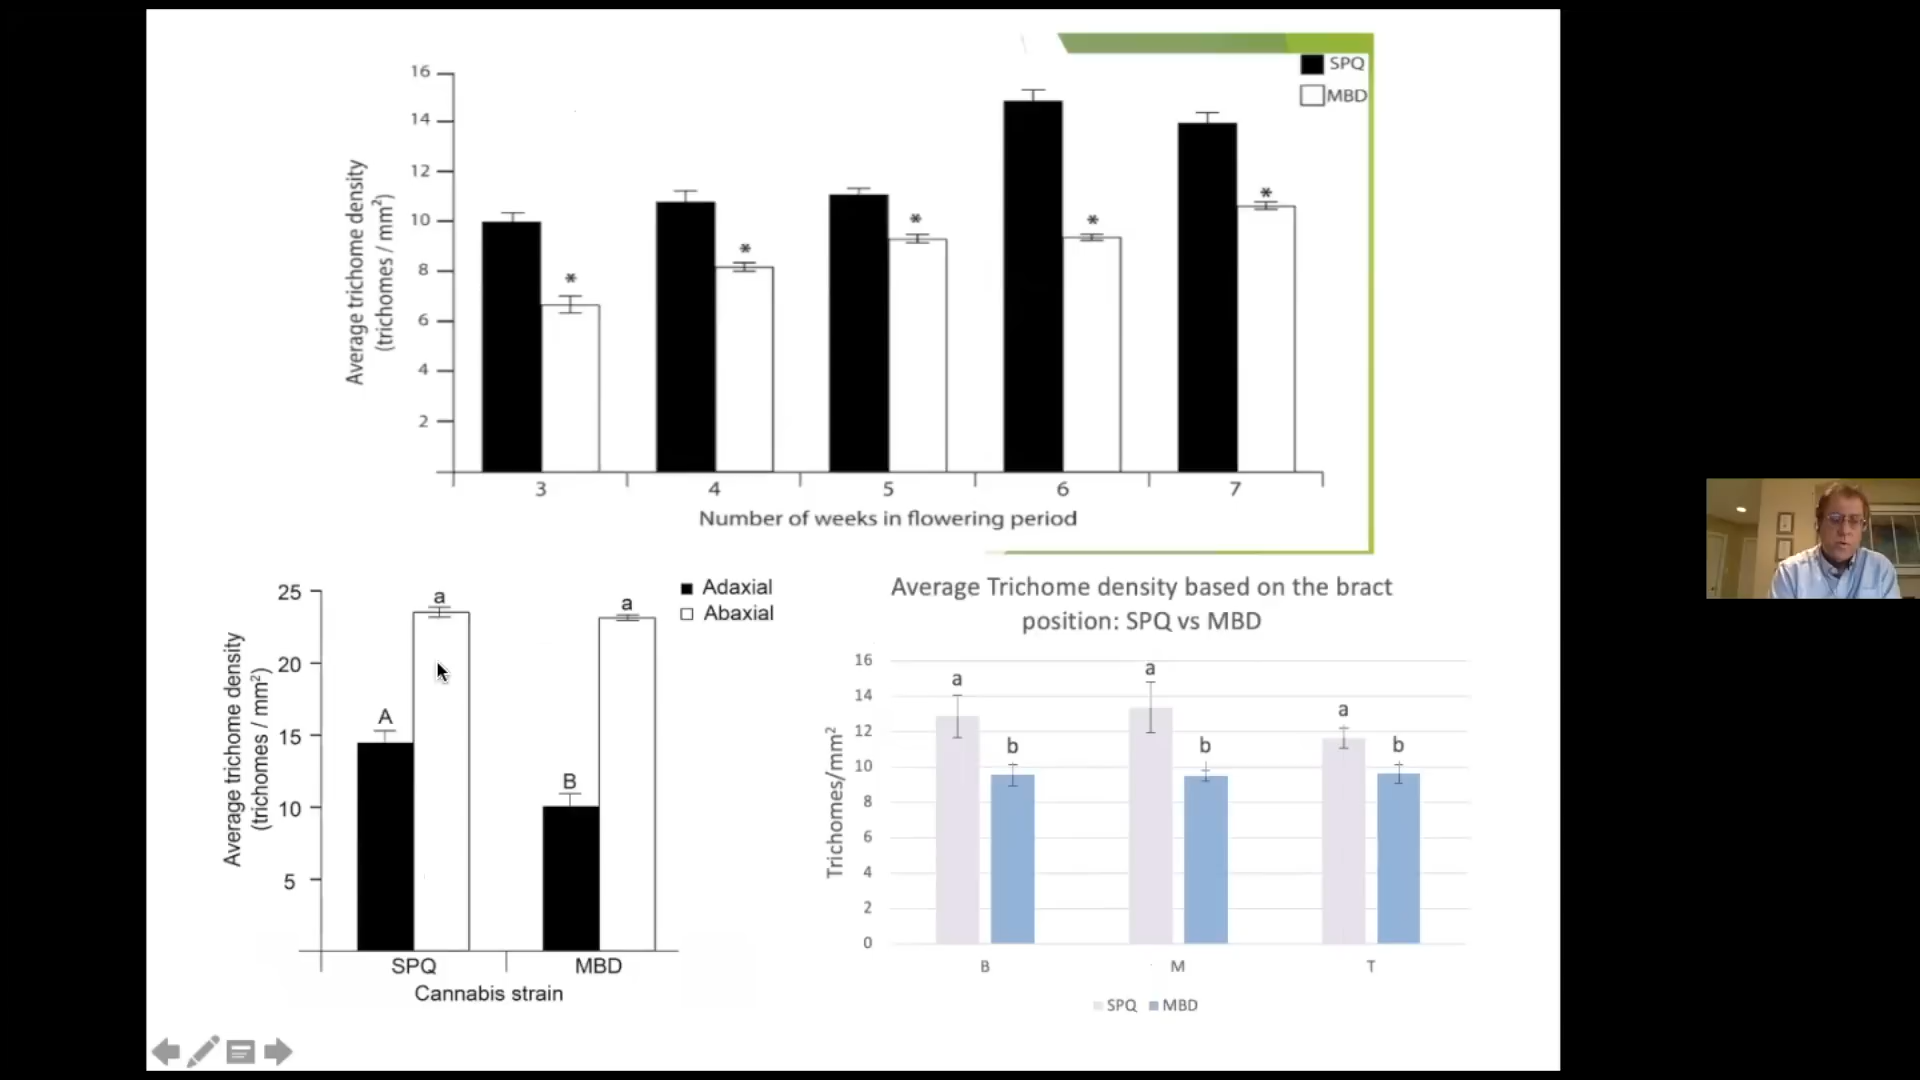 SPQ
MBD
16
14
12
10
8
6
4
2
Average trichome density
(trichomes / mm²)
*
*
*
*
*
3 4 5 6 7
Number of weeks in flowering period
Adaxial
Abaxial
25
20
15
10
5
Average trichome density
(trichomes / mm²)
A
a
B
a
SPQ MBD
Cannabis strain
Average Trichome density based on the bract
position: SPQ vs MBD
16
14
12
10
8
6
4
2
0
Trichomes/mm²
a
b
a
b
a
b
B M T
SPQ MBD